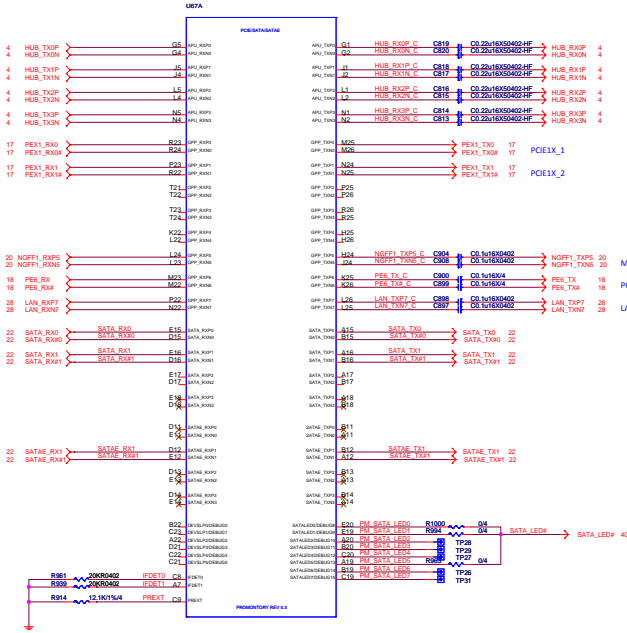 U67A
PCIE/SATA/SATAE
4 HUB_TX0P G5 APU_RXP0 APU_TXP0 G1 HUB_RX0P_C C819 C0.22u16X50402-HF HUB_RX0P 4
4 HUB_TX0N G4 APU_RXN0 APU_TXN0 G2 HUB_RX0N_C C820 C0.22u16X50402-HF HUB_RX0N 4
4 HUB_TX1P J5 APU_RXP1 APU_TXP1 J1 HUB_RX1P_C C818 C0.22u16X50402-HF HUB_RX1P 4
4 HUB_TX1N J4 APU_RXN1 APU_TXN1 J2 HUB_RX1N_C C817 C0.22u16X50402-HF HUB_RX1N 4
4 HUB_TX2P L5 APU_RXP2 APU_TXP2 L1 HUB_RX2P_C C816 C0.22u16X50402-HF HUB_RX2P 4
4 HUB_TX2N L4 APU_RXN2 APU_TXN2 L2 HUB_RX2N_C C815 C0.22u16X50402-HF HUB_RX2N 4
4 HUB_TX3P N5 APU_RXP3 APU_TXP3 N1 HUB_RX3P_C C814 C0.22u16X50402-HF HUB_RX3P 4
4 HUB_TX3N N4 APU_RXN3 APU_TXN3 N2 HUB_RX3N_C C813 C0.22u16X50402-HF HUB_RX3N 4
17 PEX1_RX0 R23 GPP_RXP0 GPP_TXP0 M25 PEX1_TX0 17 PCIE1X_1
17 PEX1_RX0# R24 GPP_RXN0 GPP_TXN0 M26 PEX1_TX0# 17
17 PEX1_RX1 P23 GPP_RXP1 GPP_TXP1 N24 PEX1_TX1 17 PCIE1X_2
17 PEX1_RX1# R22 GPP_RXN1 GPP_TXN1 N25 PEX1_TX1# 17
T21 GPP_RXP2 GPP_TXP2 P25
T22 GPP_RXN2 GPP_TXN2 P26
T23 GPP_RXP3 GPP_TXP3 R26
T24 GPP_RXN3 GPP_TXN3 R25
K22 GPP_RXP4 GPP_TXP4 H25
L22 GPP_RXN4 GPP_TXN4 H26
20 NGFF1_RXP5 L24 GPP_RXP5 GPP_TXP5 H24 NGFF1_TXP5_C C904 C0.1u16X0402 NGFF1_TXP5 20
20 NGFF1_RXN5 L23 GPP_RXN5 GPP_TXN5 J24 NGFF1_TXN5_C C908 C0.1u16X0402 NGFF1_TXN5 20
18 PE6_RX M23 GPP_RXP6 GPP_TXP6 K25 PE6_TX_C C900 C0.1u16X/4 PE6_TX 18
18 PE6_RX# M22 GPP_RXN6 GPP_TXN6 K26 PE6_TX#_C C899 C0.1u16X/4 PE6_TX# 18
28 LAN_RXP7 P22 GPP_RXP7 GPP_TXP7 L26 LAN_TXP7_C C898 C0.1u16X0402 LAN_TXP7 28
28 LAN_RXN7 N22 GPP_RXN7 GPP_TXN7 L25 LAN_TXN7_C C897 C0.1u16X0402 LAN_TXN7 28
22 SATA_RX0 SATA_RX0 E15 SATA_RXP0 SATA_TXP0 A15 SATA_TX0 SATA_TX0 22
22 SATA_RX#0 SATA_RX#0 D15 SATA_RXN0 SATA_TXN0 B15 SATA_TX#0 SATA_TX#0 22
22 SATA_RX1 SATA_RX1 E16 SATA_RXP1 SATA_TXP1 A16 SATA_TX1 SATA_TX1 22
22 SATA_RX#1 SATA_RX#1 D16 SATA_RXN1 SATA_TXN1 B16 SATA_TX#1 SATA_TX#1 22
E17 SATA_RXP2 SATA_TXP2 A17
D17 SATA_RXN2 SATA_TXN2 B17
E18 SATA_RXP3 SATA_TXP3 A18
D18 SATA_RXN3 SATA_TXN3 B18
D11 SATAE_RXP0 SATAE_TXP0 B11
E11 SATAE_RXN0 SATAE_TXN0 A11
22 SATAE_RX1 SATAE_RX1 D12 SATAE_RXP1 SATAE_TXP1 B12 SATAE_TX1 SATAE_TX1 22
22 SATAE_RX#1 SATAE_RX#1 E12 SATAE_RXN1 SATAE_TXN1 A12 SATAE_TX#1 SATAE_TX#1 22
D13 SATAE_RXP2 SATAE_TXP2 B13
E13 SATAE_RXN2 SATAE_TXN2 A13
D14 SATAE_RXP3 SATAE_TXP3 B14
E14 SATAE_RXN3 SATAE_TXN3 A14
B22 DEVSLP0/DEBUG0 SATALED0/DEBUG8 E20 PM_SATA_LED0 R1000 0/4
C23 DEVSLP1/DEBUG1 SATALED1/DEBUG9 E19 PM_SATA_LED1 R994 0/4 SATA_LED# SATA_LED# 40
A22 DEVSLP2/DEBUG2 SATALED2/DEBUG10 A20 PM_SATA_LED2 TP28
D21 DEVSLP3/DEBUG3 SATALED3/DEBUG11 B20 PM_SATA_LED3 TP29
C22 DEVSLP4/DEBUG4 SATALED4/DEBUG12 C20 PM_SATA_LED4 TP27
C21 DEVSLP5/DEBUG5 SATALED5/DEBUG13 A19 PM_SATA_LED5 R963 0/4
SATALED6/DEBUG14 B19 PM_SATA_LED6 TP26
R961 20KR0402 IFDET0 C8 IFDET0 SATALED7/DEBUG15 C19 PM_SATA_LED7 TP31
R939 20KR0402 IFDET1 A7 IFDET1
R914 12.1K/1%/4 PREXT C9 PREXT
PROMONTORY REV 0.3